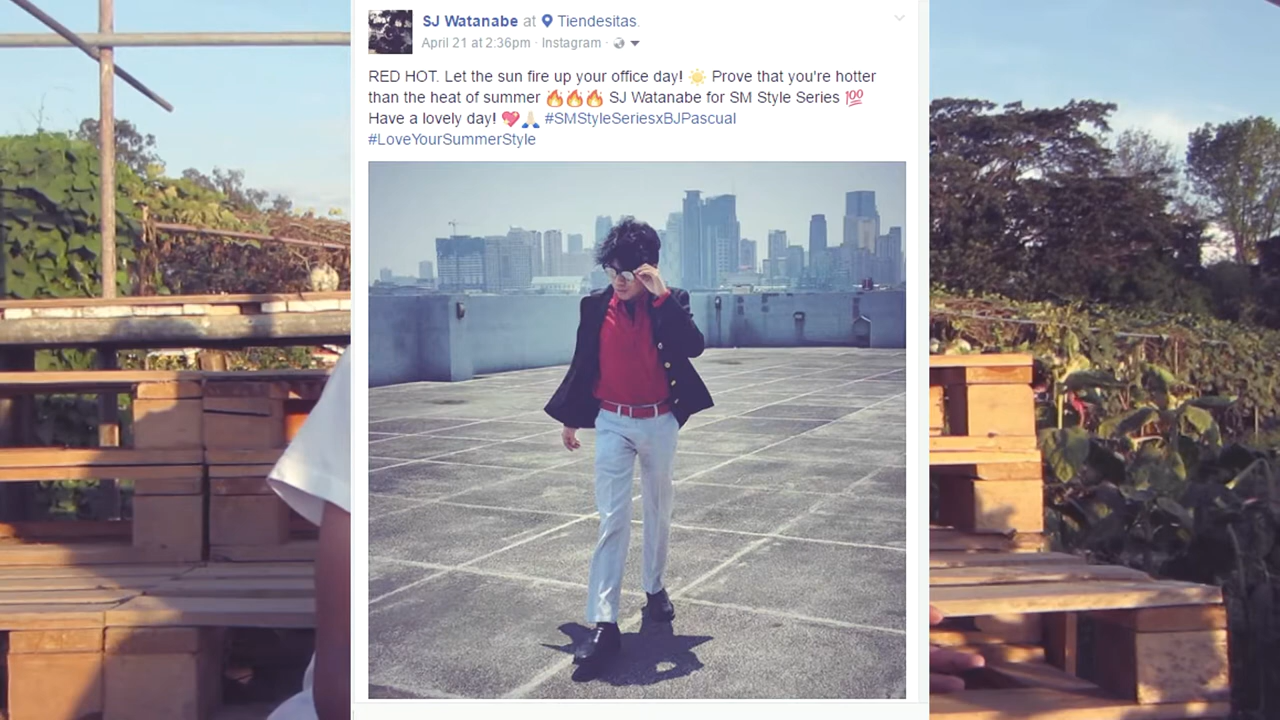 SJ Watanabe at Tiendesitas.
April 21 at 2:36pm · Instagram ·
RED HOT. Let the sun fire up your office day! ☀️ Prove that you're hotter
than the heat of summer 🔥🔥🔥 SJ Watanabe for SM Style Series 💯
Have a lovely day! 💖🙏🏻 #SMStyleSeriesxBJPascual
#LoveYourSummerStyle